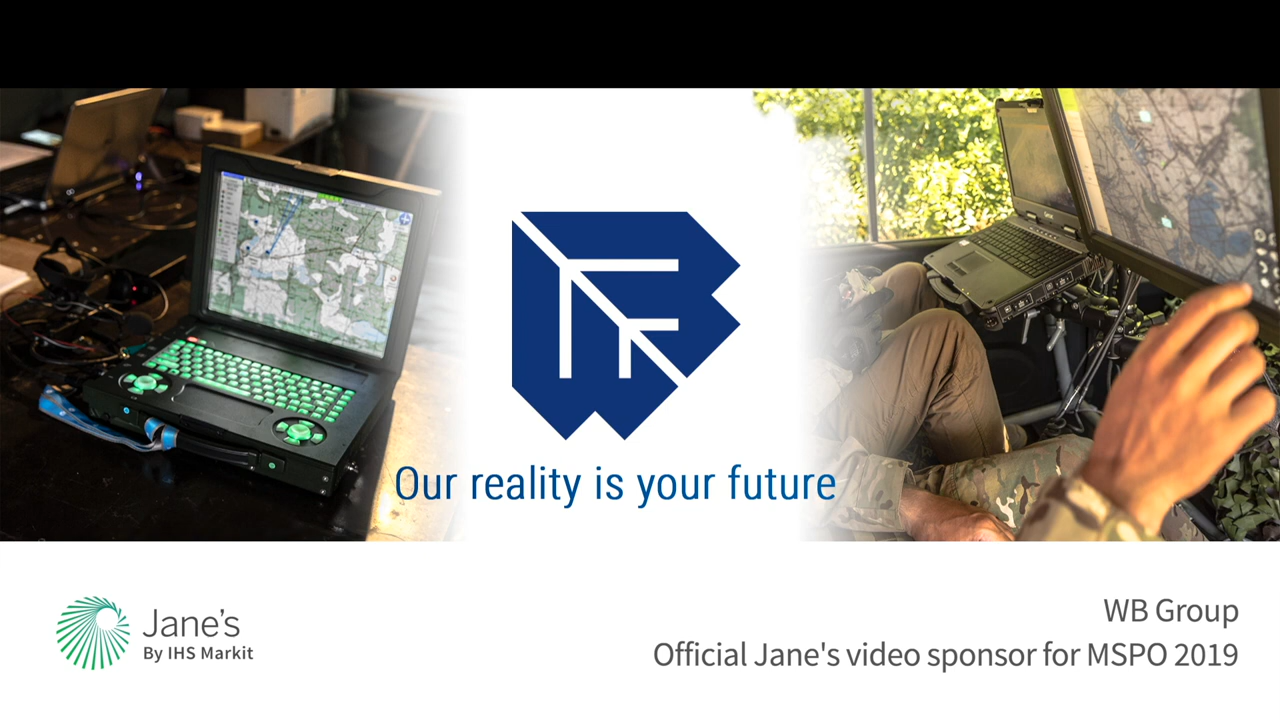 Our reality is your future
Jane's
By IHS Markit
WB Group
Official Jane's video sponsor for MSPO 2019